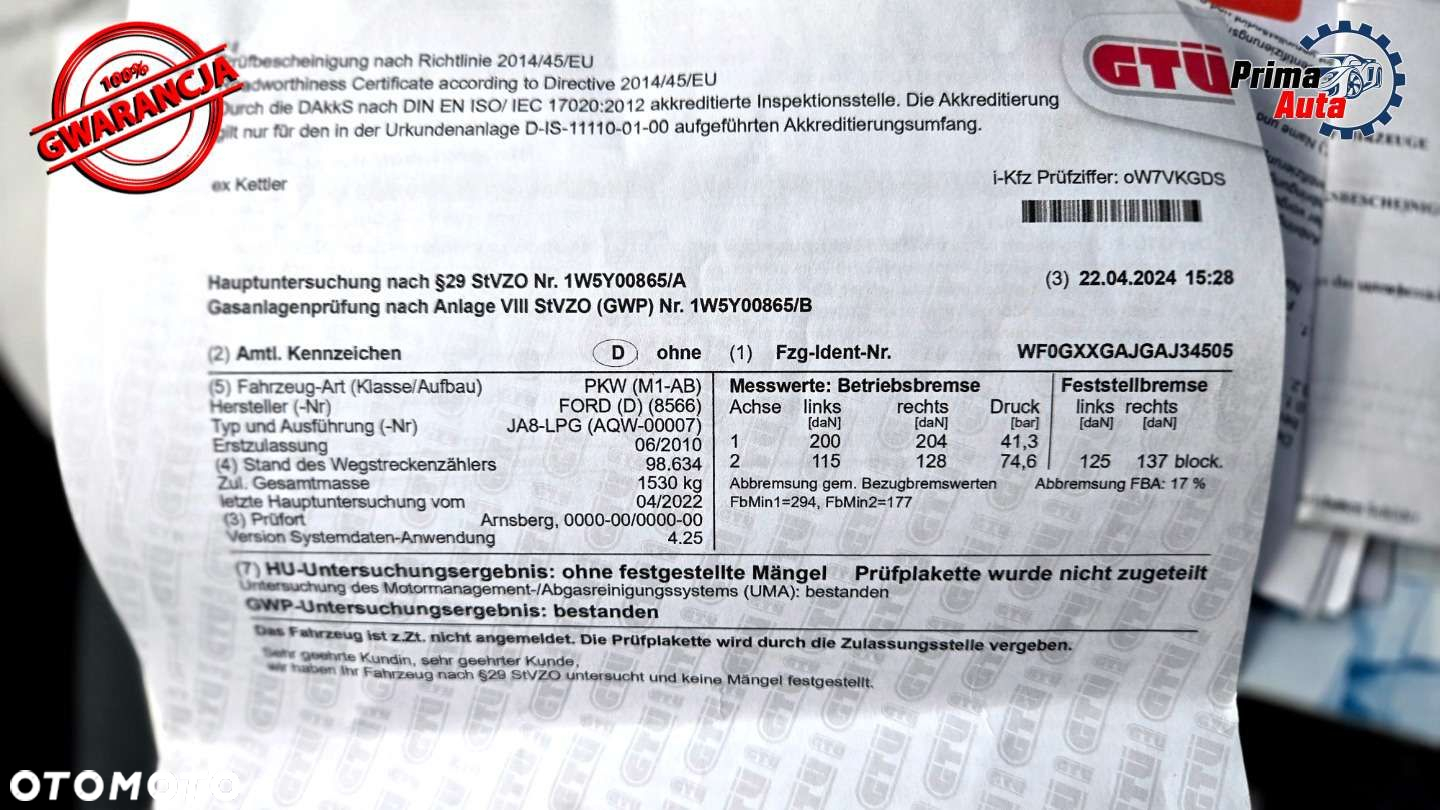 100%
GWARANCJA
GTÜ
Prima
Auta
Prüfbescheinigung nach Richtlinie 2014/45/EU
Roadworthiness Certificate according to Directive 2014/45/EU
Durch die DAkkS nach DIN EN ISO/ IEC 17020:2012 akkreditierte Inspektionsstelle. Die Akkreditierung
gilt nur für den in der Urkundenanlage D-IS-11110-01-00 aufgeführten Akkreditierungsumfang.
ex Kettler
i-Kfz Prüfziffer: oW7VKGDS
Hauptuntersuchung nach §29 StVZO Nr. 1W5Y00865/A (3) 22.04.2024 15:28
Gasanlagenprüfung nach Anlage VIII StVZO (GWP) Nr. 1W5Y00865/B
(2) Amtl. Kennzeichen D ohne (1) Fzg-Ident-Nr. WF0GXXGAJGAJ34505
(5) Fahrzeug-Art (Klasse/Aufbau) PKW (M1-AB)
Hersteller (-Nr) FORD (D) (8566)
Typ und Ausführung (-Nr) JA8-LPG (AQW-00007)
Erstzulassung 06/2010
(4) Stand des Wegstreckenzählers 98.634
Zul. Gesamtmasse 1530 kg
letzte Hauptuntersuchung vom 04/2022
(3) Prüfort Arnsberg, 0000-00/0000-00
Version Systemdaten-Anwendung 4.25
Messwerte: Betriebsbremse Feststellbremse
Achse links rechts Druck links rechts
[daN] [daN] [bar] [daN] [daN]
1 200 204 41,3
2 115 128 74,6 125 137 block.
Abbremsung gem. Bezugbremswerten Abbremsung FBA: 17 %
FbMin1=294, FbMin2=177
(7) HU-Untersuchungsergebnis: ohne festgestellte Mängel Prüfplakette wurde nicht zugeteilt
Untersuchung des Motormanagement-/Abgasreinigungssystems (UMA): bestanden
GWP-Untersuchungsergebnis: bestanden
Das Fahrzeug ist z.Zt. nicht angemeldet. Die Prüfplakette wird durch die Zulassungsstelle vergeben.
Sehr geehrte Kundin, sehr geehrter Kunde,
wir haben Ihr Fahrzeug nach §29 StVZO untersucht und keine Mängel festgestellt.
OTOMOTO